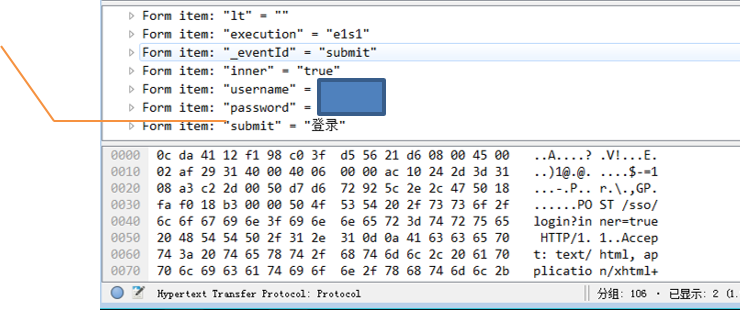 Form item: "lt" = ""
Form item: "execution" = "e1s1"
Form item: "_eventId" = "submit"
Form item: "inner" = "true"
Form item: "username" =
Form item: "password" =
Form item: "submit" = "登录"
0000 0c da 41 12 f1 98 c0 3f d5 56 21 d6 08 00 45 00 ..A....? .V!...E.
0010 02 af 29 31 40 00 40 06 00 00 ac 10 24 2d 3d 31 ..)1@.@. ....$-=1
0020 08 a3 c2 2d 00 50 d7 d6 72 92 5c 2e 2c 47 50 18 ...-.P.. r.\.,GP.
0030 fa f0 18 b3 00 00 50 4f 53 54 20 2f 73 73 6f 2f ......PO ST /sso/
0040 6c 6f 67 69 6e 3f 69 6e 6e 65 72 3d 74 72 75 65 login?in ner=true
0050 20 48 54 54 50 2f 31 2e 31 0d 0a 41 63 63 65 70 HTTP/1. 1..Accep
0060 74 3a 20 74 65 78 74 2f 68 74 6d 6c 2c 20 61 70 t: text/ html, ap
0070 70 6c 69 63 61 74 69 6f 6e 2f 78 68 74 6d 6c 2b plicatio n/xhtml+
Hypertext Transfer Protocol: Protocol 分组: 106 · 已显示: 2 (1.